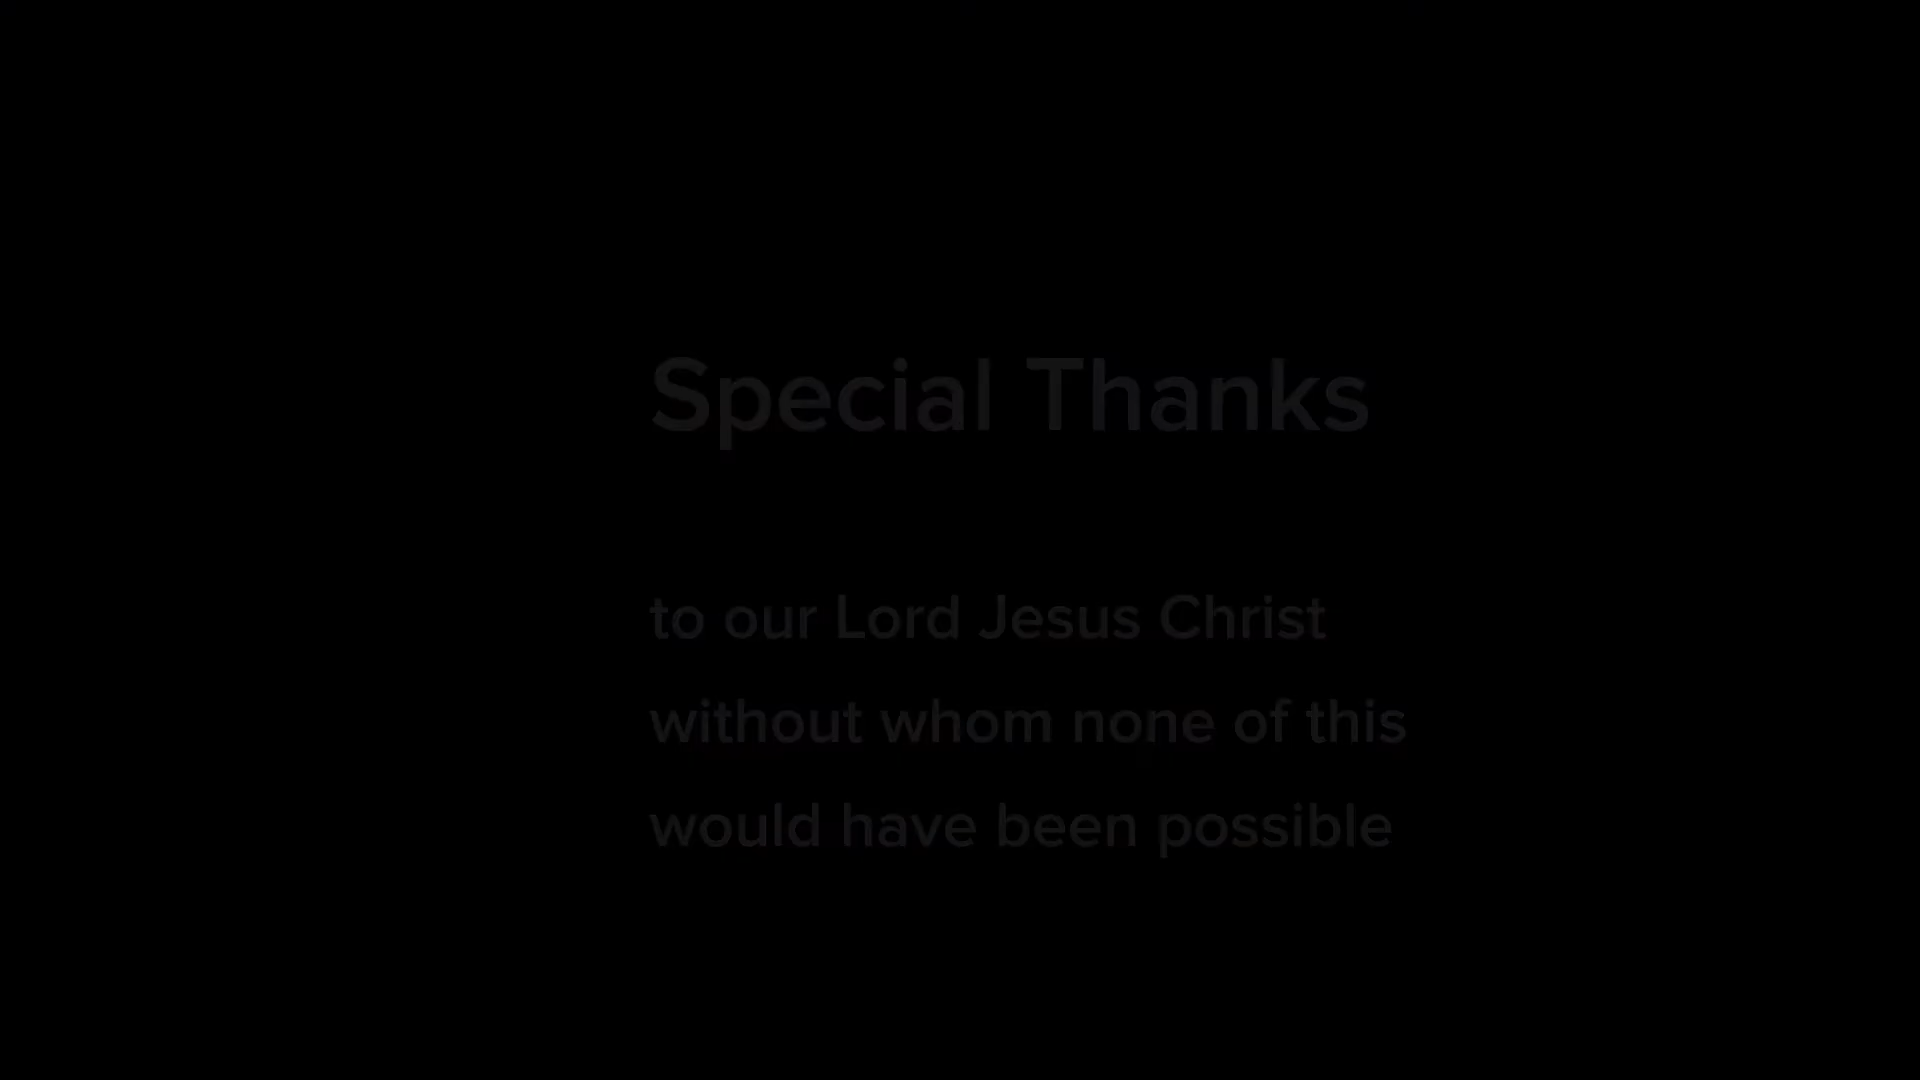 Special Thanks
to our Lord Jesus Christ
without whom none of this
would have been possible